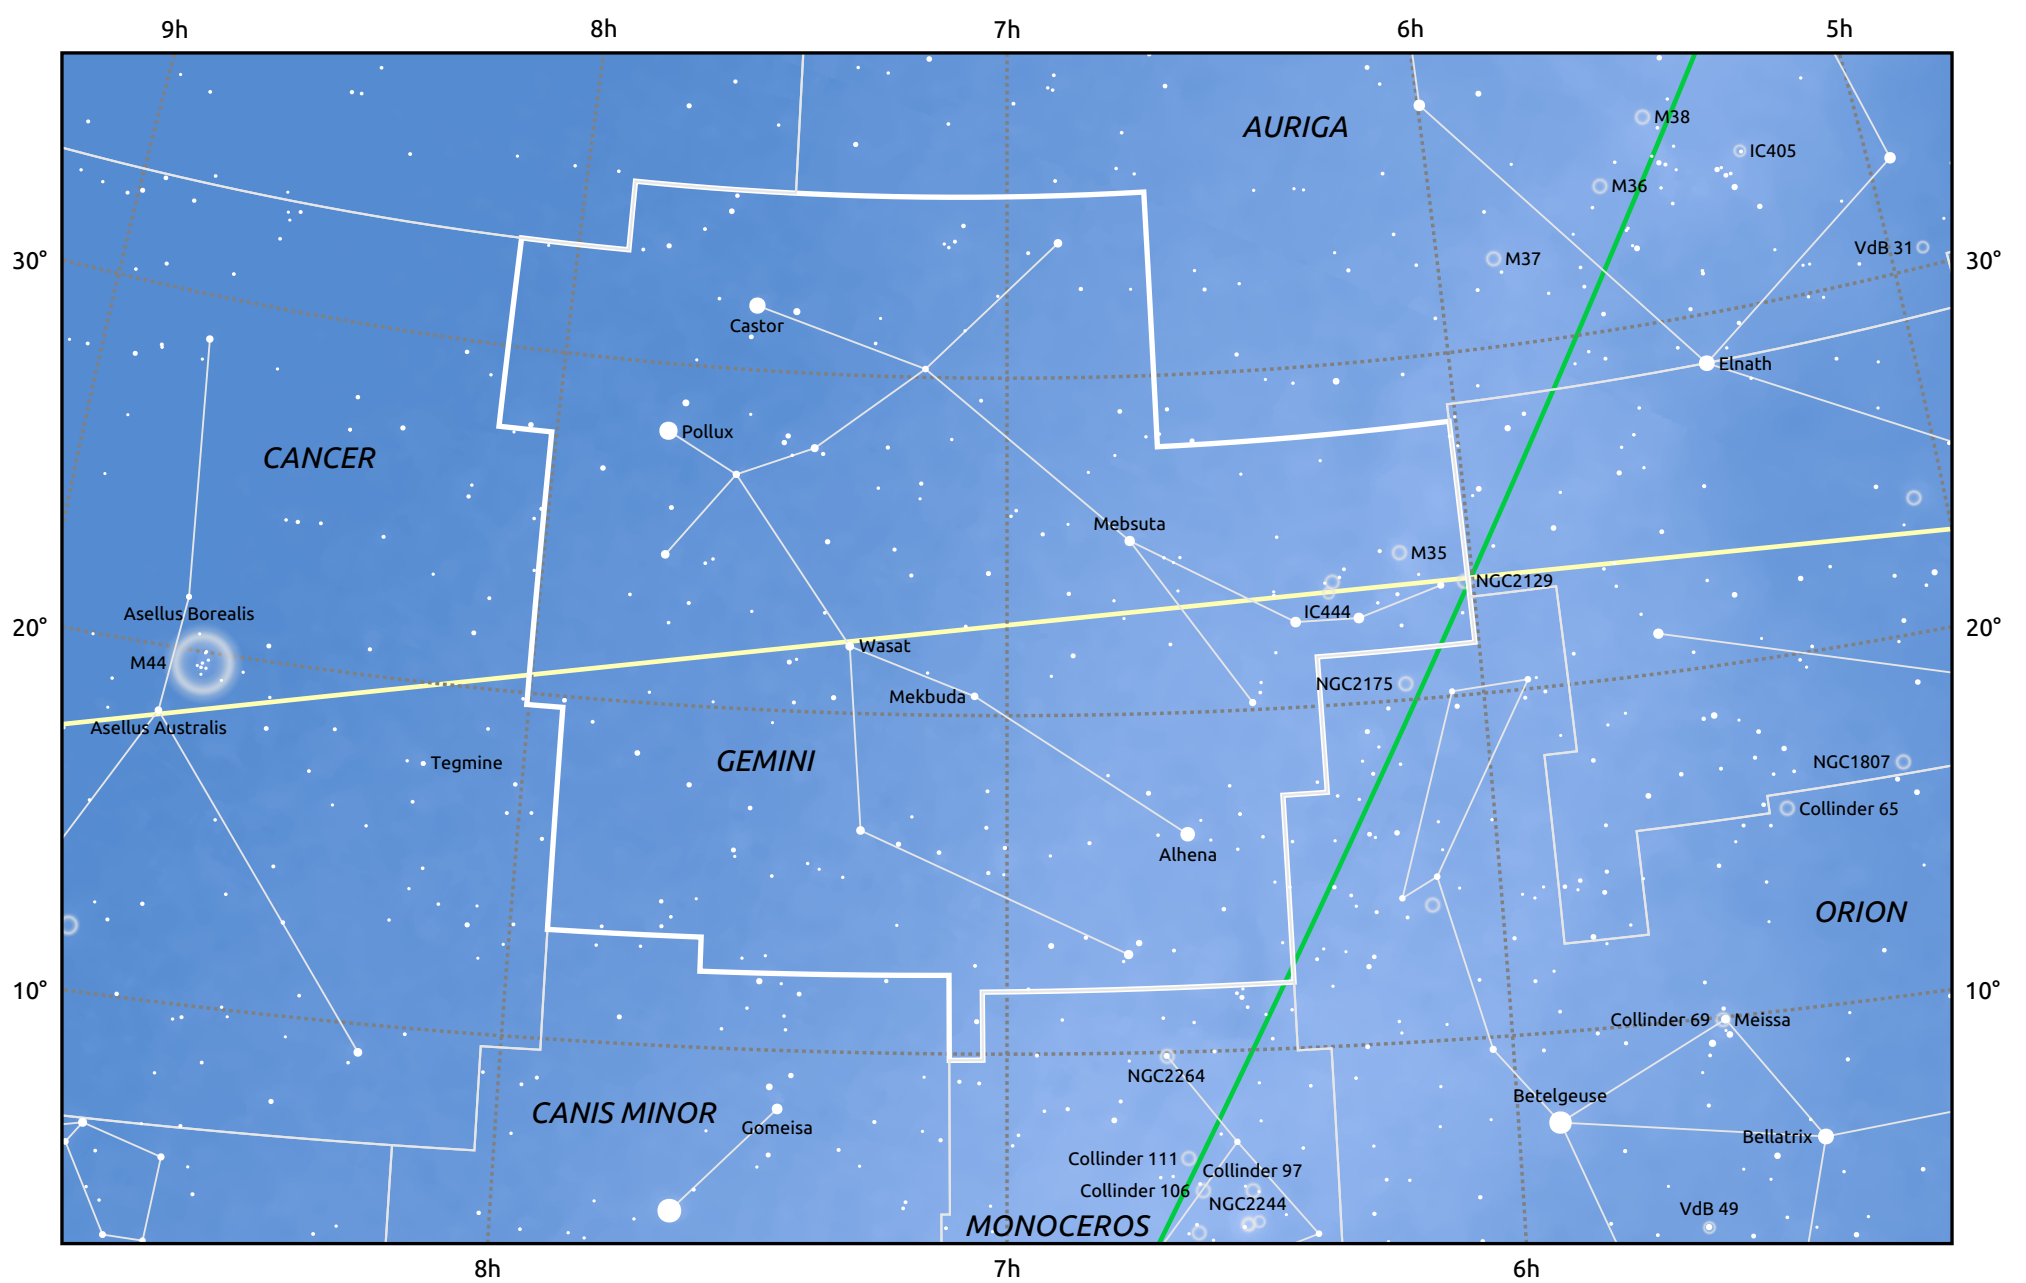 9h 8h 7h 6h 5h
M38
AURIGA
IC405
M36
VdB 31
30° M37 30°
Castor
Elnath
Pollux
CANCER
Mebsuta
M35
NGC2129
Asellus Borealis IC444
20° 20°
Wasat
M44
NGC2175
Mekbuda
Asellus Australis
GEMINI
Tegmine NGC1807
Collinder 65
Alhena
ORION
10° 10°
Collinder 69 Meissa
NGC2264
Betelgeuse
CANIS MINOR
Gomeisa
Bellatrix
Collinder 111
Collinder 97
Collinder 106
NGC2244
VdB 49
MONOCEROS
8h 7h 6h